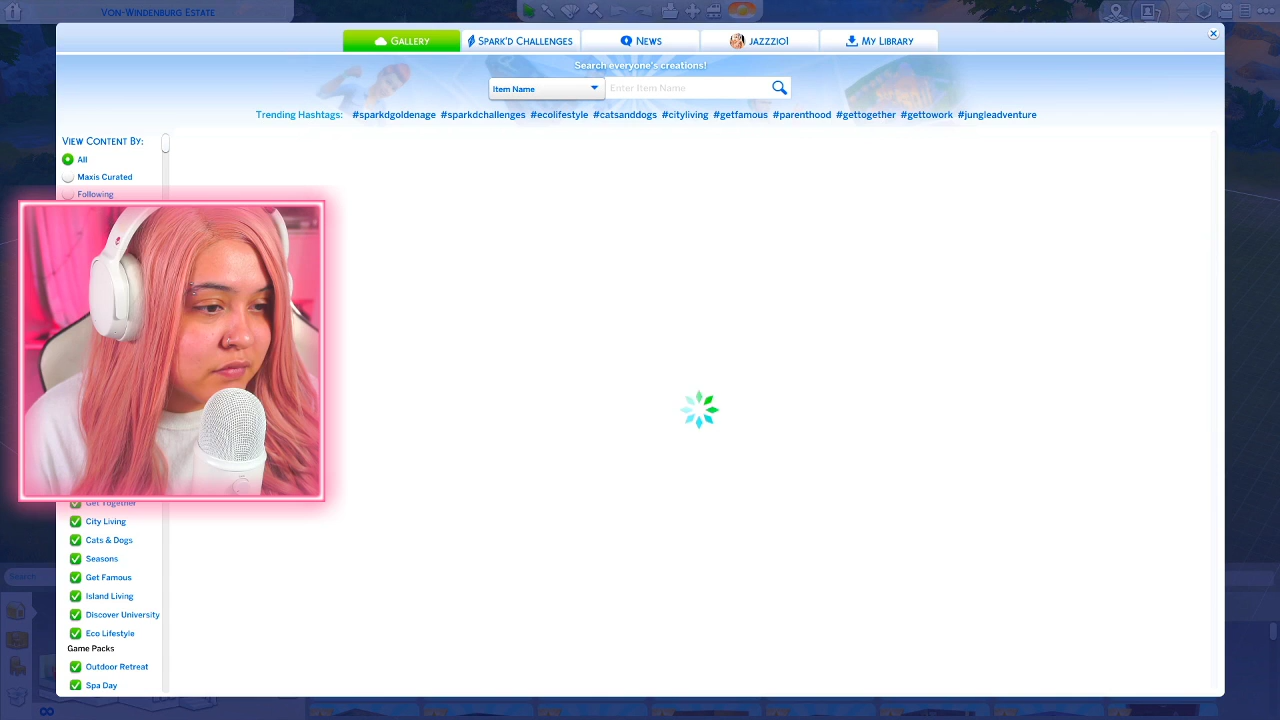 Von-Windenburg Estate
Gallery
Spark'd Challenges
News
jazzzio1
My Library
Search everyone's creations!
Item Name
Enter Item Name
Trending Hashtags: #sparkdgoldenage #sparkdchallenges #ecolifestyle #catsanddogs #cityliving #getfamous #parenthood #gettogether #gettowork #jungleadventure
View Content By:
All
Maxis Curated
Following
Get Together
City Living
Cats & Dogs
Seasons
Get Famous
Island Living
Discover University
Eco Lifestyle
Game Packs
Outdoor Retreat
Spa Day
Search